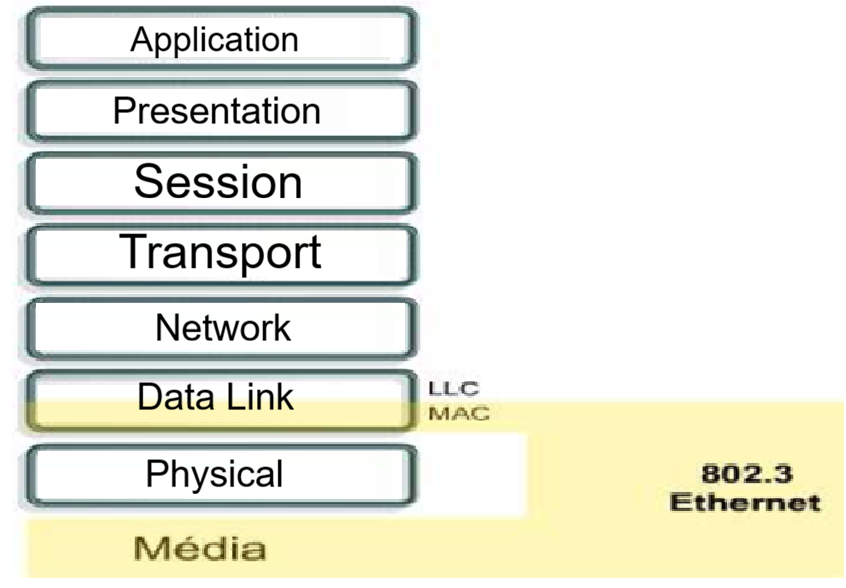 Application
Presentation
Session
Transport
Network
Data Link
LLC
MAC
Physical
802.3
Ethernet
Média